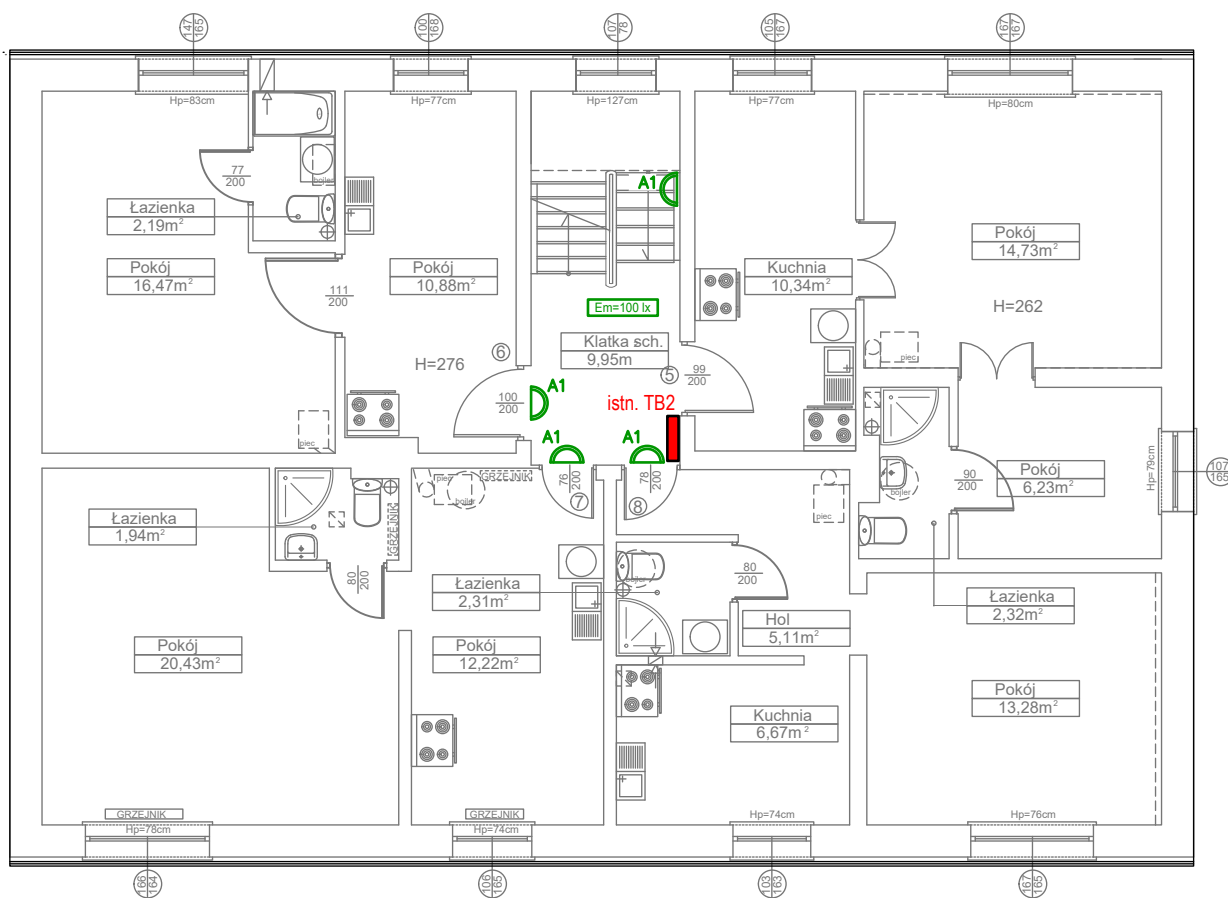 147
165
100
168
107
78
105
167
167
167
Hp=83cm
Hp=77cm
Hp=127cm
Hp=77cm
Hp=80cm
77
200
bojler
A1
Łazienka
2,19m²
Pokój
16,47m²
Pokój
10,88m²
Kuchnia
10,34m²
Pokój
14,73m²
111
200
Em=100 lx
H=262
Klatka sch.
9,95m
piec
H=276
6
5
99
200
100
200
A1
istn. TB2
piec
A1
A1
76
200
78
200
7
8
piec
bojler
GRZEJNIK
piec
bojler
90
200
Pokój
6,23m²
Hp=79cm
107
165
Łazienka
1,94m²
GRZEJNIK
80
200
Łazienka
2,31m²
bojler
80
200
Łazienka
2,32m²
Hol
5,11m²
Pokój
20,43m²
Pokój
12,22m²
Pokój
13,28m²
Kuchnia
6,67m²
GRZEJNIK
GRZEJNIK
Hp=78cm
Hp=74cm
Hp=74cm
Hp=76cm
166
164
106
165
103
163
167
165